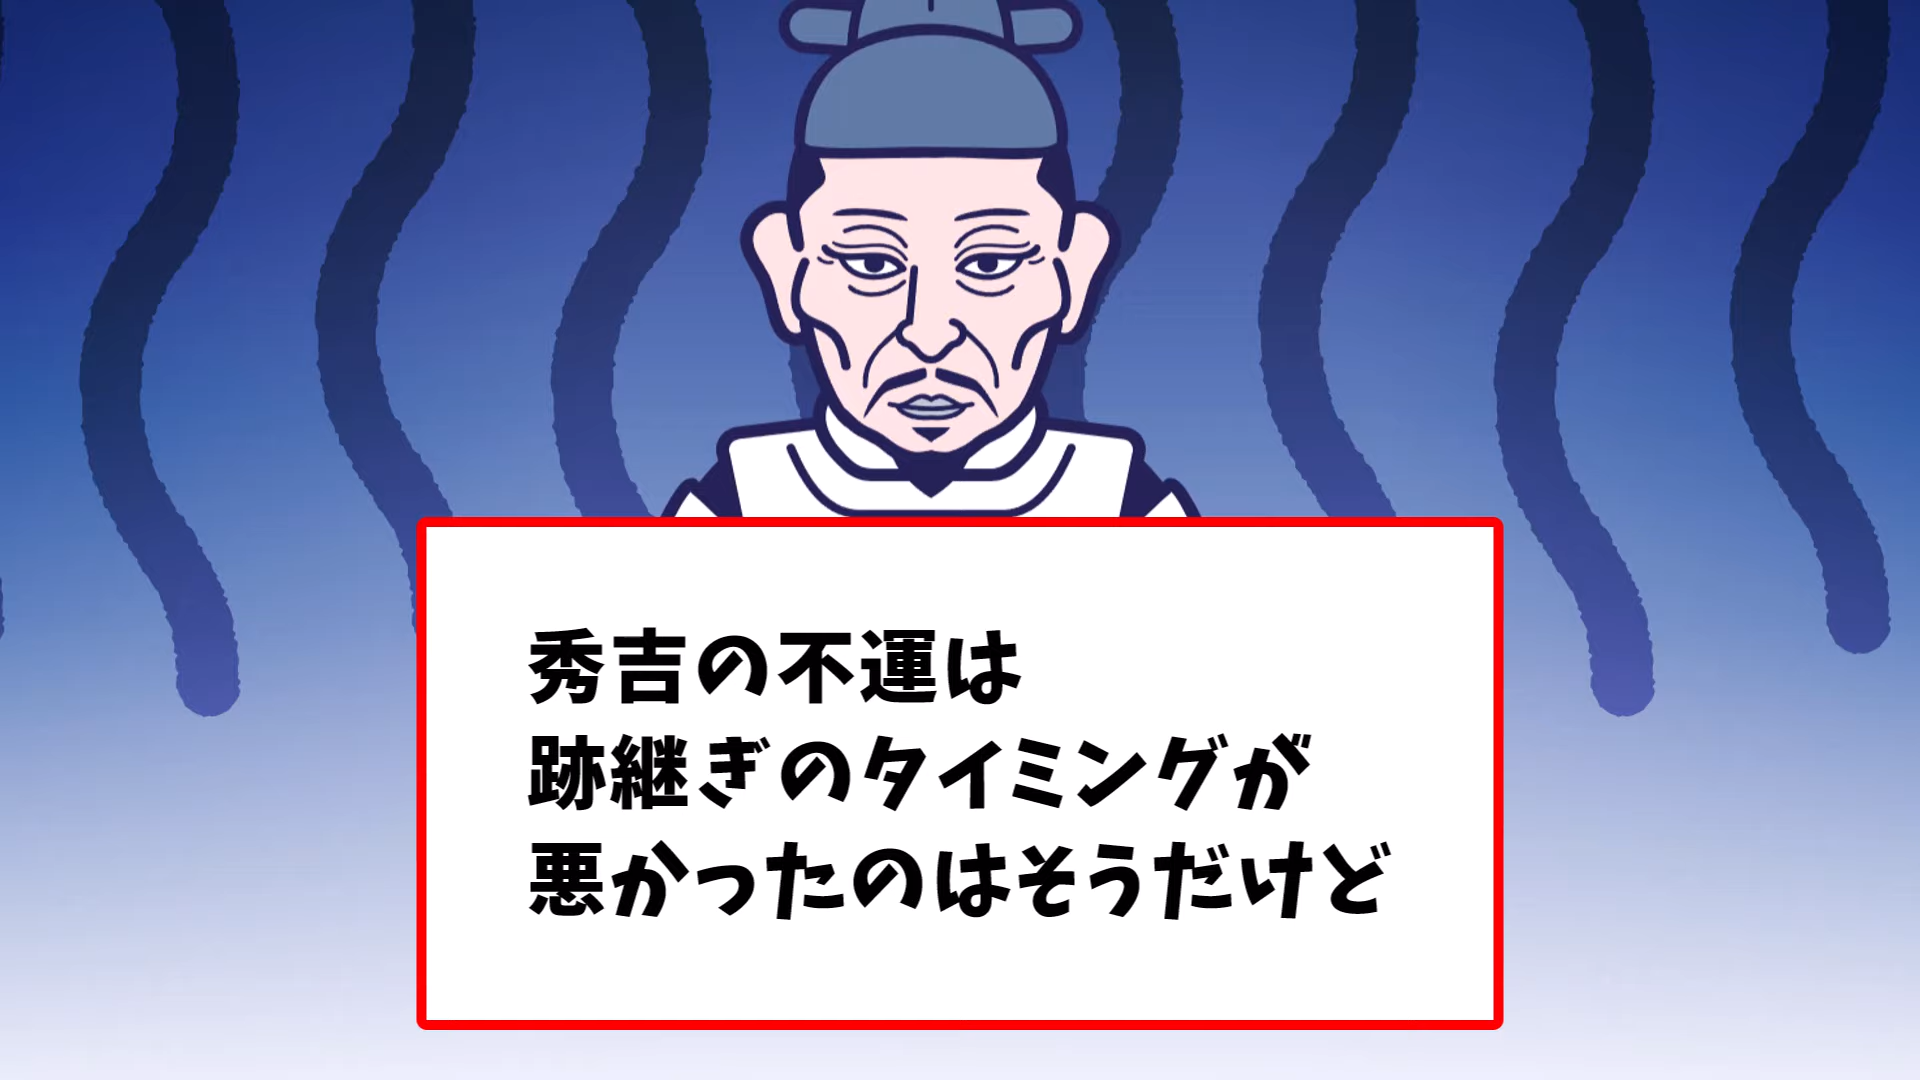 秀吉の不運は
跡継ぎのタイミングが
悪かったのはそうだけど